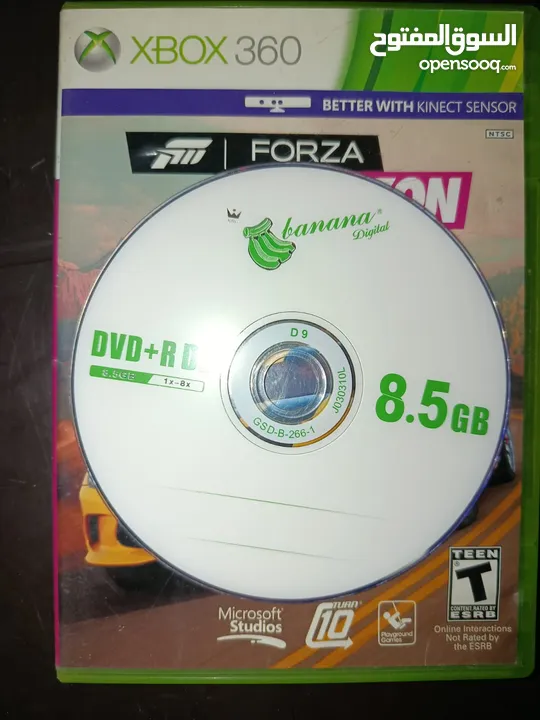 السوق المفتوح
opensooq.com
XBOX 360
BETTER WITH KINECT SENSOR
NTSC
FORZA
banana®
Digital
DVD+R D
8.5GB
1x-8x
D9
GSD-B-266-1
J030310L
8.5GB
TEEN
T
CONTENT RATED BY
ESRB
Online Interactions
Not Rated by
the ESRB
Microsoft
Studios
TURN
10
Playground
Games